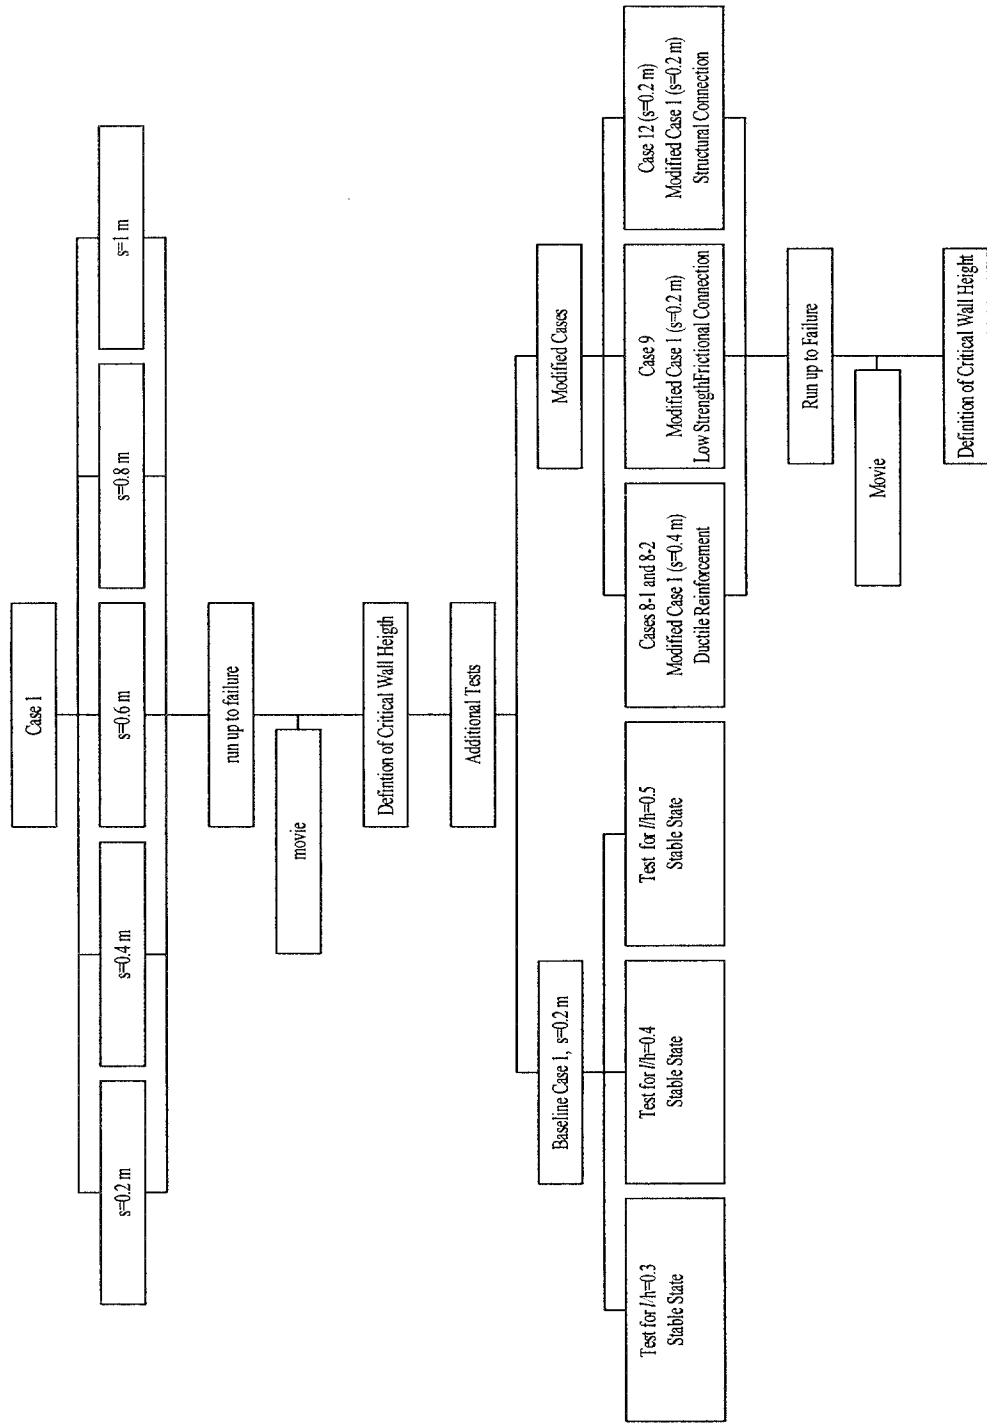 Case 1
s=0.2 m
s=0.4 m
s=0.6 m
s=0.8 m
s=1 m
run up to failure
movie
Defintion of Critical Wall Heigth
Additional Tests
Baseline Case 1, s=0.2 m
Modified Cases
Test for l/h=0.3
Stable State
Test for l/h=0.4
Stable State
Test for l/h=0.5
Stable State
Cases 8-1 and 8-2
Modified Case 1 (s=0.4 m)
Ductile Reinforcement
Case 9
Modified Case 1 (s=0.2 m)
Low StrengthFrictional Connection
Case 12 (s=0.2 m)
Modified Case 1 (s=0.2 m)
Structural Connection
Run up to Failure
Movie
Definition of Critical Wall Height